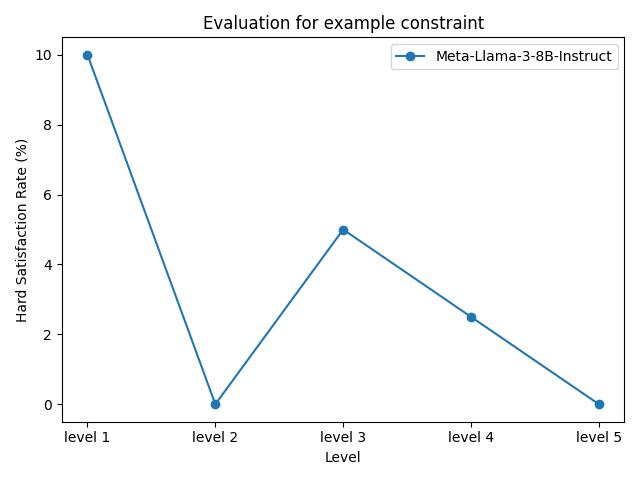 Evaluation for example constraint
Meta-Llama-3-8B-Instruct
Hard Satisfaction Rate (%)
10
8
6
4
2
0
level 1
level 2
level 3
level 4
level 5
Level